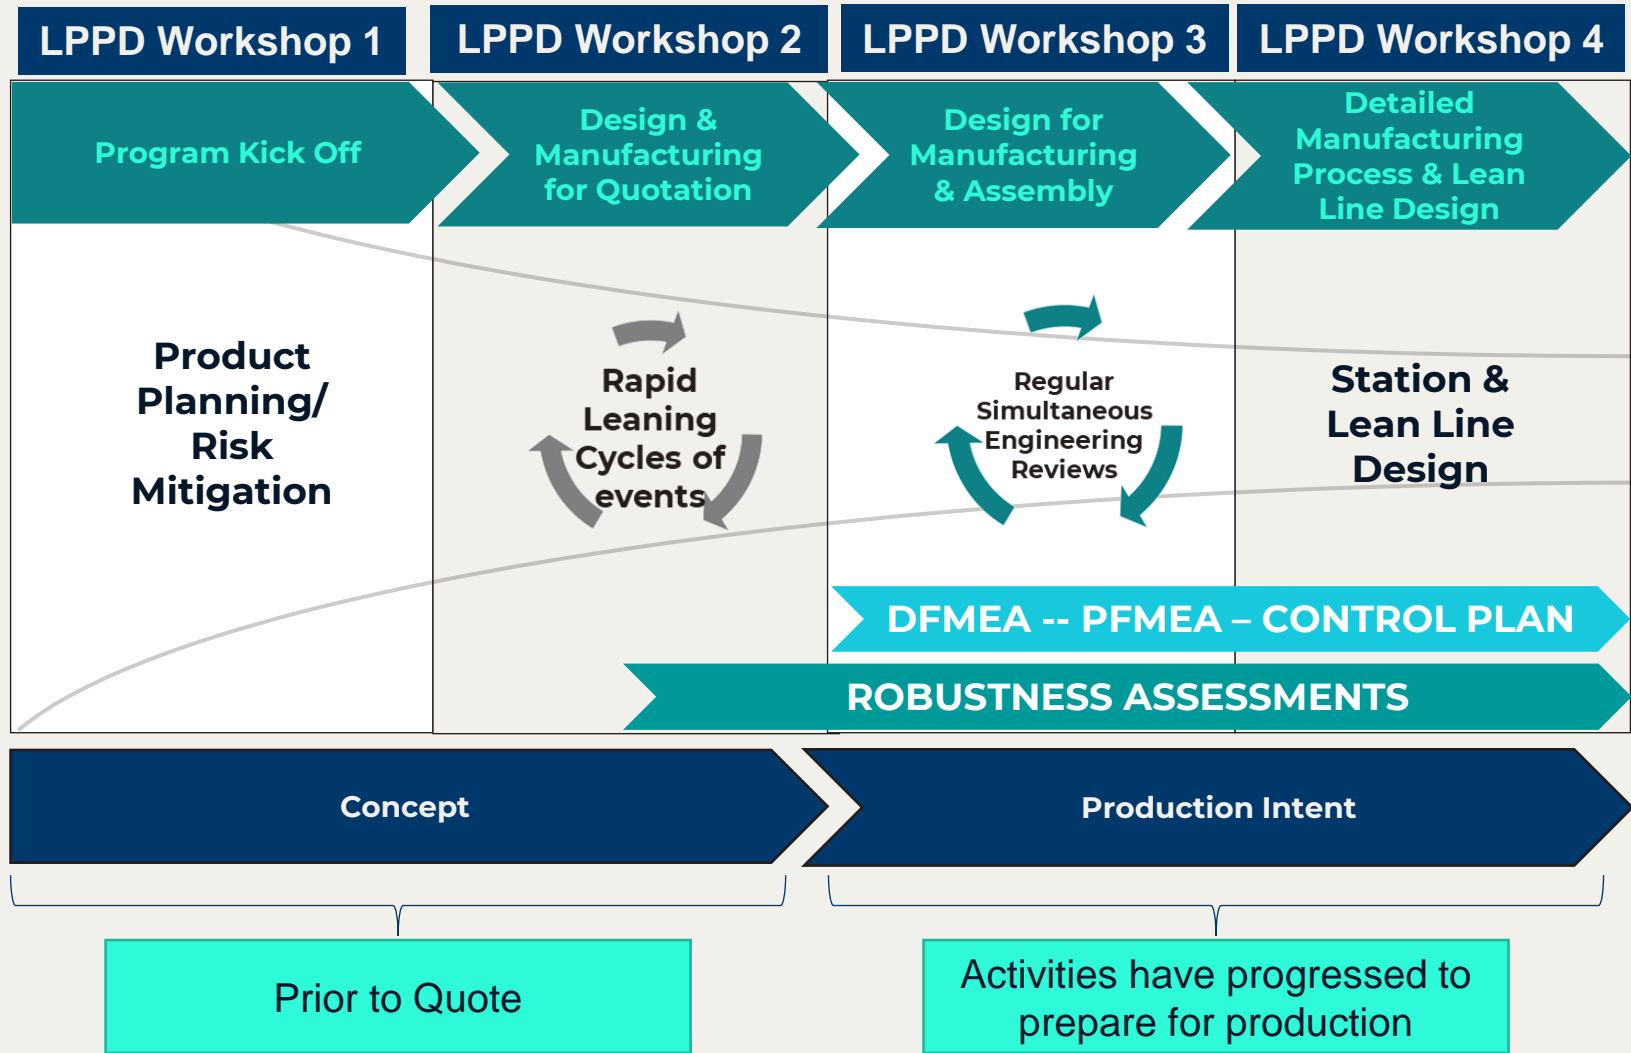 LPPD Workshop 1
LPPD Workshop 2
LPPD Workshop 3
LPPD Workshop 4
Program Kick Off
Design &
Manufacturing
for Quotation
Design for
Manufacturing
& Assembly
Detailed
Manufacturing
Process & Lean
Line Design
Product
Planning/
Risk
Mitigation
Rapid
Leaning
Cycles of
events
Regular
Simultaneous
Engineering
Reviews
Station &
Lean Line
Design
DFMEA -- PFMEA – CONTROL PLAN
ROBUSTNESS ASSESSMENTS
Concept
Production Intent
Prior to Quote
Activities have progressed to
prepare for production